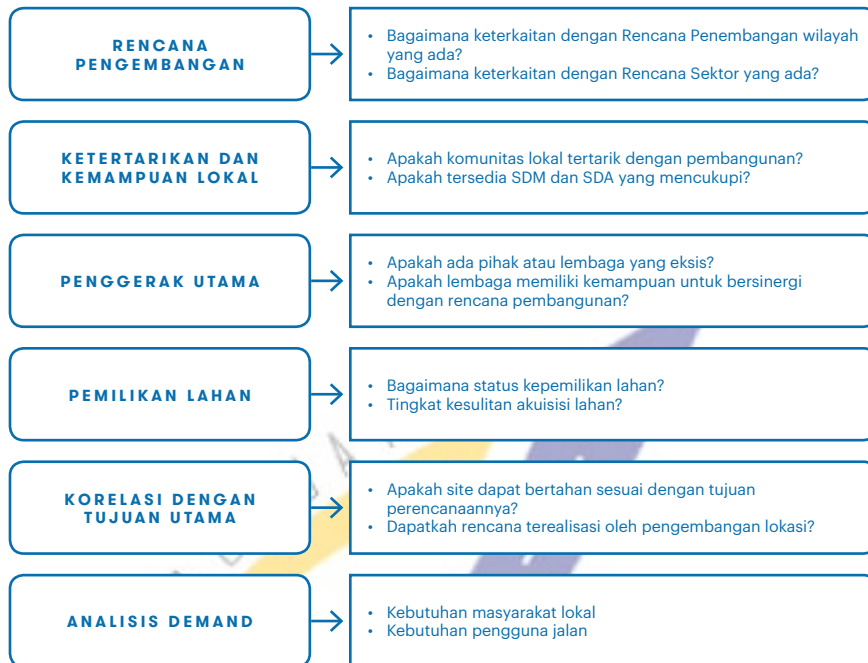 RENCANA
PENGEMBANGAN
• Bagaimana keterkaitan dengan Rencana Penembangan wilayah
yang ada?
• Bagaimana keterkaitan dengan Rencana Sektor yang ada?
KETERTARIKAN DAN
KEMAMPUAN LOKAL
• Apakah komunitas lokal tertarik dengan pembangunan?
• Apakah tersedia SDM dan SDA yang mencukupi?
PENGGERAK UTAMA
• Apakah ada pihak atau lembaga yang eksis?
• Apakah lembaga memiliki kemampuan untuk bersinergi
dengan rencana pembangunan?
PEMILIKAN LAHAN
• Bagaimana status kepemilikan lahan?
• Tingkat kesulitan akuisisi lahan?
KORELASI DENGAN
TUJUAN UTAMA
• Apakah site dapat bertahan sesuai dengan tujuan
perencanaannya?
• Dapatkah rencana terealisasi oleh pengembangan lokasi?
ANALISIS DEMAND
• Kebutuhan masyarakat lokal
• Kebutuhan pengguna jalan